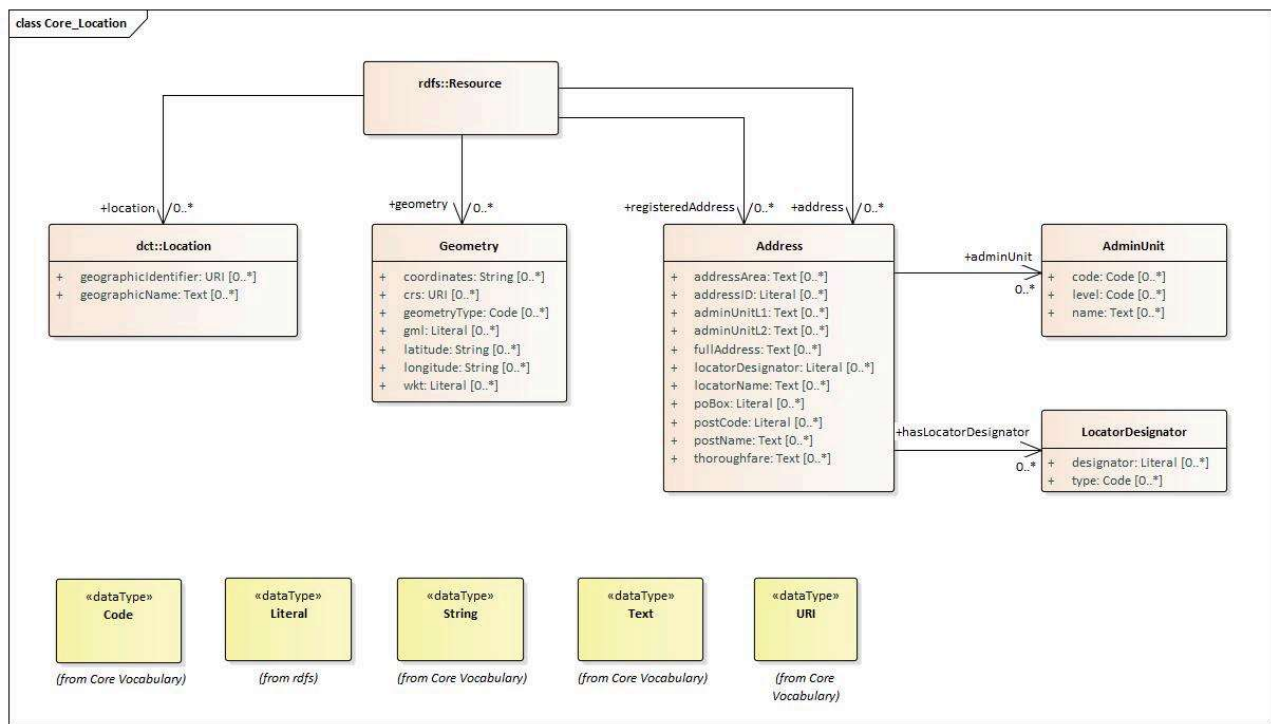 class Core_Location
rdfs::Resource
+location
0..*
+geometry
0..*
+registeredAddress
0..*
+address
0..*
dct::Location
+ geographicIdentifier: URI [0..*]
+ geographicName: Text [0..*]
Geometry
+ coordinates: String [0..*]
+ crs: URI [0..*]
+ geometryType: Code [0..*]
+ gml: Literal [0..*]
+ latitude: String [0..*]
+ longitude: String [0..*]
+ wkt: Literal [0..*]
Address
+ addressArea: Text [0..*]
+ addressID: Literal [0..*]
+ adminUnitL1: Text [0..*]
+ adminUnitL2: Text [0..*]
+ fullAddress: Text [0..*]
+ locatorDesignator: Literal [0..*]
+ locatorName: Text [0..*]
+ poBox: Literal [0..*]
+ postCode: Literal [0..*]
+ postName: Text [0..*]
+ thoroughfare: Text [0..*]
+adminUnit
0..*
AdminUnit
+ code: Code [0..*]
+ level: Code [0..*]
+ name: Text [0..*]
+hasLocatorDesignator
0..*
LocatorDesignator
+ designator: Literal [0..*]
+ type: Code [0..*]
«dataType»
Code
(from Core Vocabulary)
«dataType»
Literal
(from rdfs)
«dataType»
String
(from Core Vocabulary)
«dataType»
Text
(from Core Vocabulary)
«dataType»
URI
(from Core
Vocabulary)